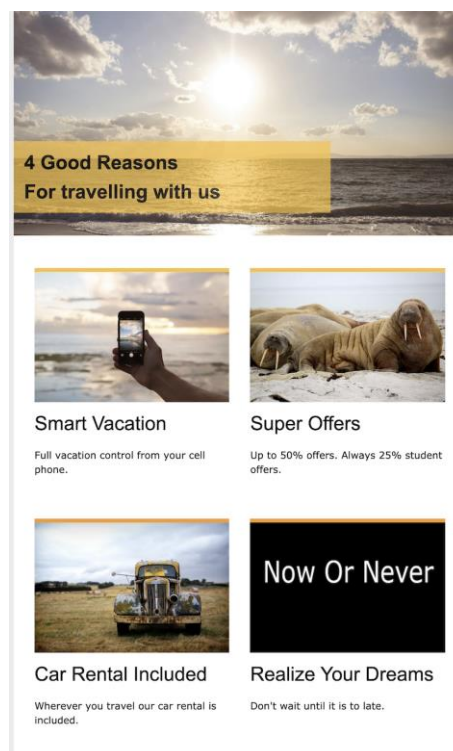 4 Good Reasons
For travelling with us
Smart Vacation
Full vacation control from your cell
phone.
Super Offers
Up to 50% offers. Always 25% student
offers.
Car Rental Included
Wherever you travel our car rental is
included.
Now Or Never
Realize Your Dreams
Don't wait until it is to late.